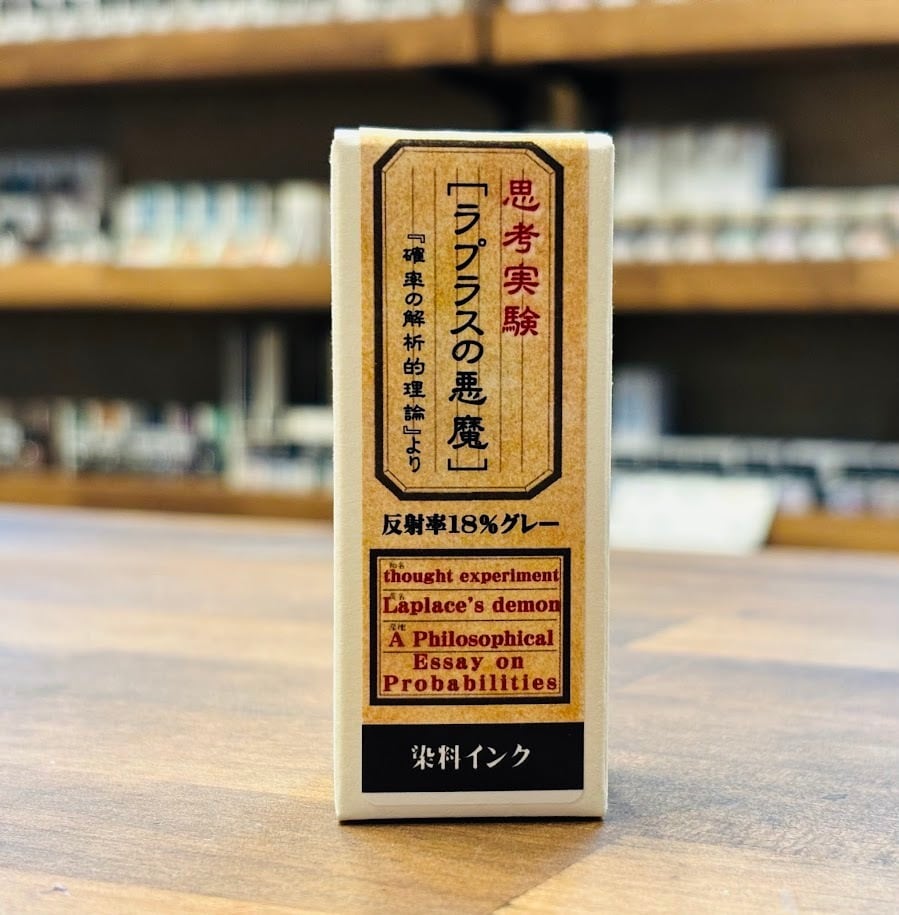 思考実験
[ラプラスの悪魔]
『確率の解析的理論』より
反射率18%グレー
thought experiment
Laplace's demon
A Philosophical
Essay on
Probabilities
染料インク